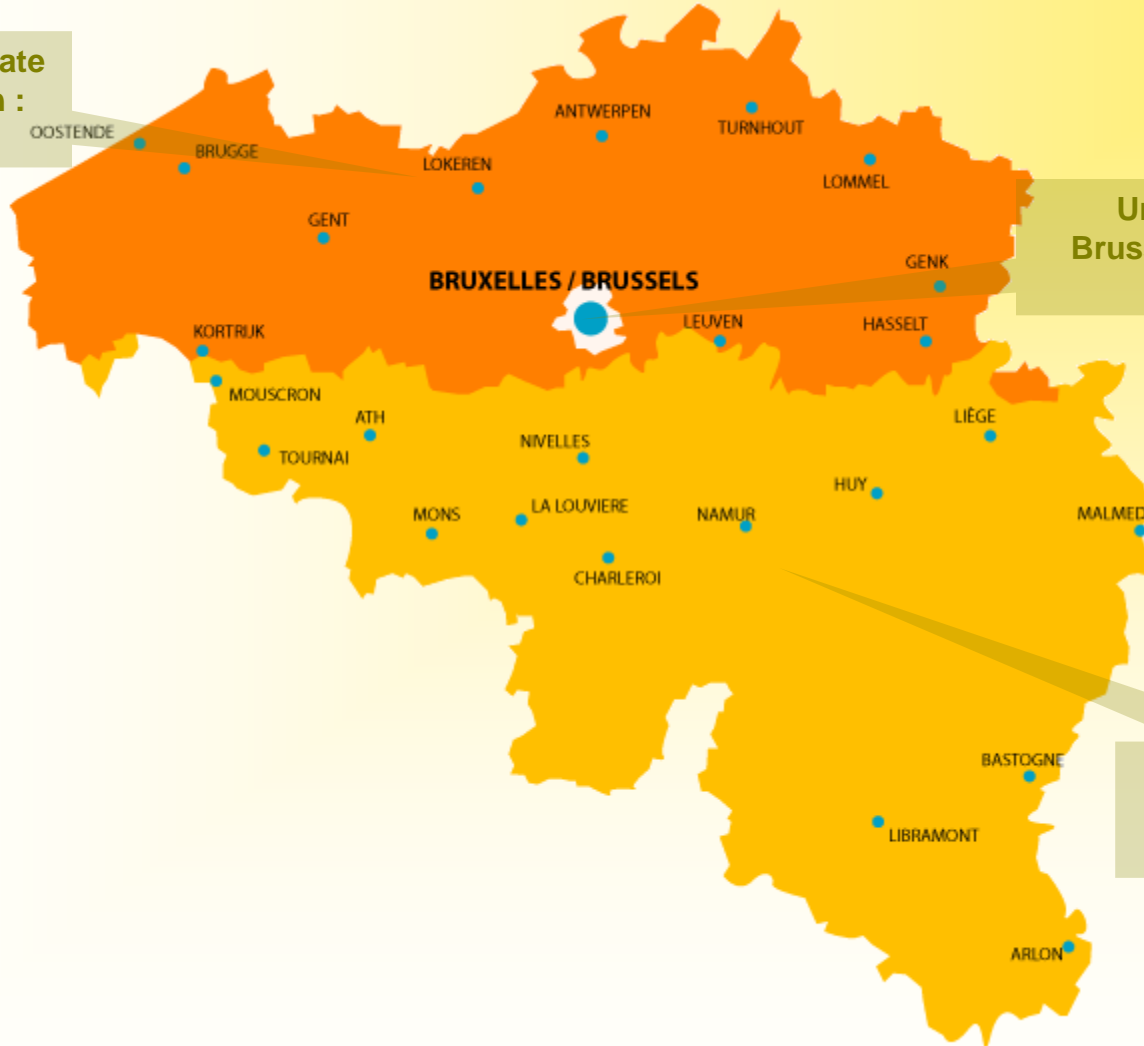 ate
:
OOSTENDE
BRUGGE
ANTWERPEN
TURNHOUT
LOKEREN
LOMMEL
GENT
BRUXELLES / BRUSSELS
GENK
KORTRIJK
LEUVEN
HASSELT
MOUSCRON
ATH
LIÈGE
TOURNAI
NIVELLES
HUY
MONS
LA LOUVIERE
NAMUR
MALMED
CHARLEROI
BASTOGNE
LIBRAMONT
ARLON